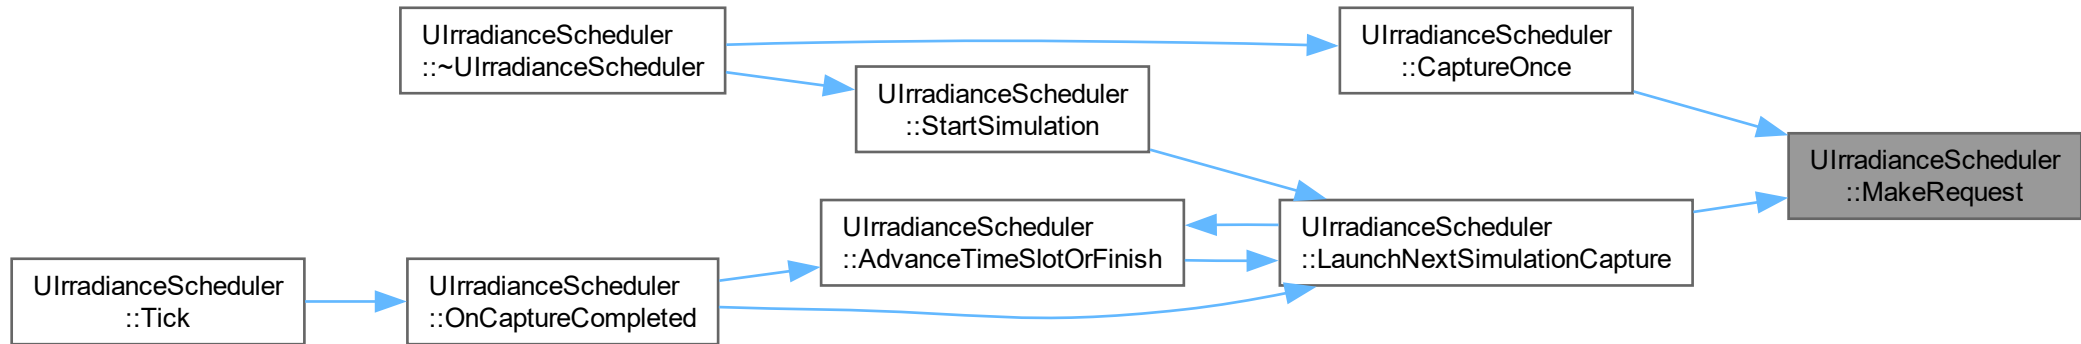 UIrradianceScheduler
::~UIrradianceScheduler
UIrradianceScheduler
::CaptureOnce
UIrradianceScheduler
::StartSimulation
UIrradianceScheduler
::MakeRequest
UIrradianceScheduler
::AdvanceTimeSlotOrFinish
UIrradianceScheduler
::LaunchNextSimulationCapture
UIrradianceScheduler
::Tick
UIrradianceScheduler
::OnCaptureCompleted